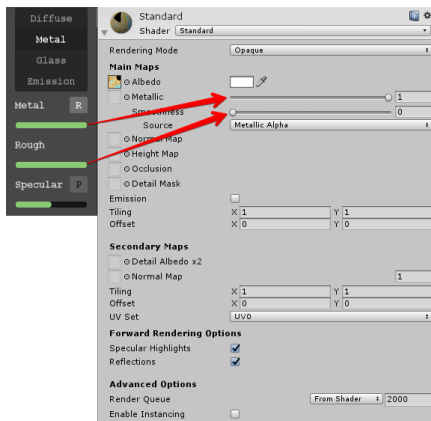 Diffuse
Metal
Glass
Emission
Metal R
Rough
Specular P
Standard
Shader Standard
Rendering Mode Opaque
Main Maps
Albedo
Metallic 1
Smoothness 0
Source Metallic Alpha
Normal Map
Height Map
Occlusion
Detail Mask
Emission
Tiling X 1 Y 1
Offset X 0 Y 0
Secondary Maps
Detail Albedo x2
Normal Map 1
Tiling X 1 Y 1
Offset X 0 Y 0
UV Set UV0
Forward Rendering Options
Specular Highlights
Reflections
Advanced Options
Render Queue From Shader 2000
Enable Instancing